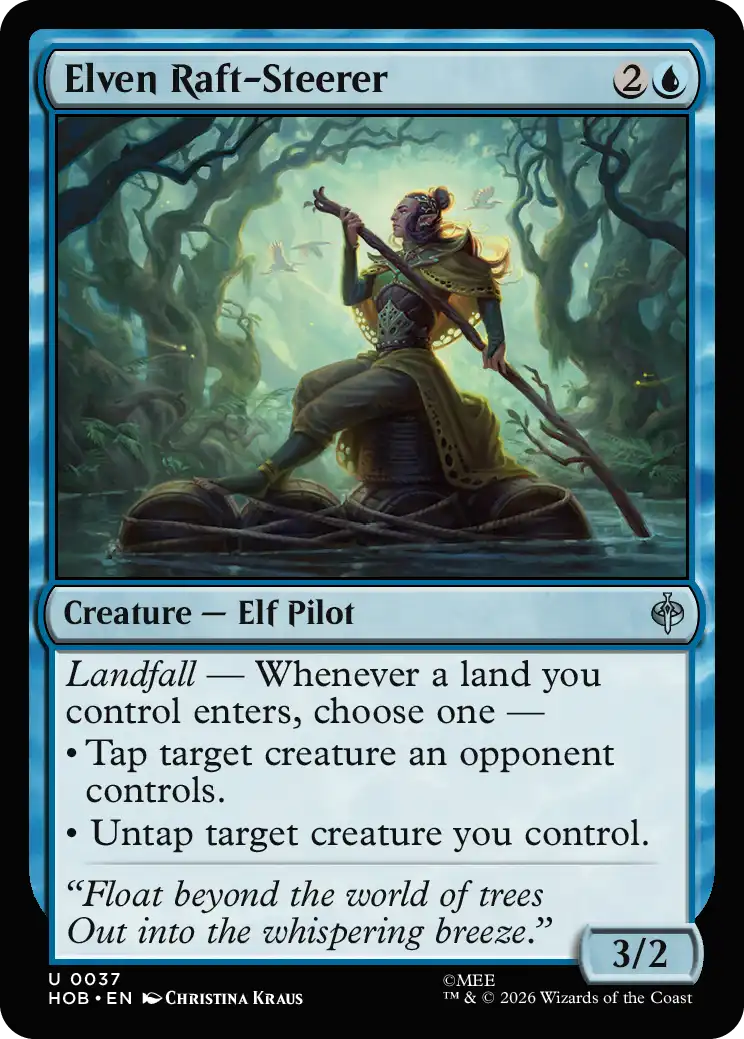 Elven Raft-Steerer
2
Creature — Elf Pilot
Landfall — Whenever a land you
control enters, choose one —
• Tap target creature an opponent
controls.
• Untap target creature you control.
“Float beyond the world of trees
Out into the whispering breeze.”
3/2
U 0037
HOB • EN Christina Kraus
©MEE
™ & © 2026 Wizards of the Coast